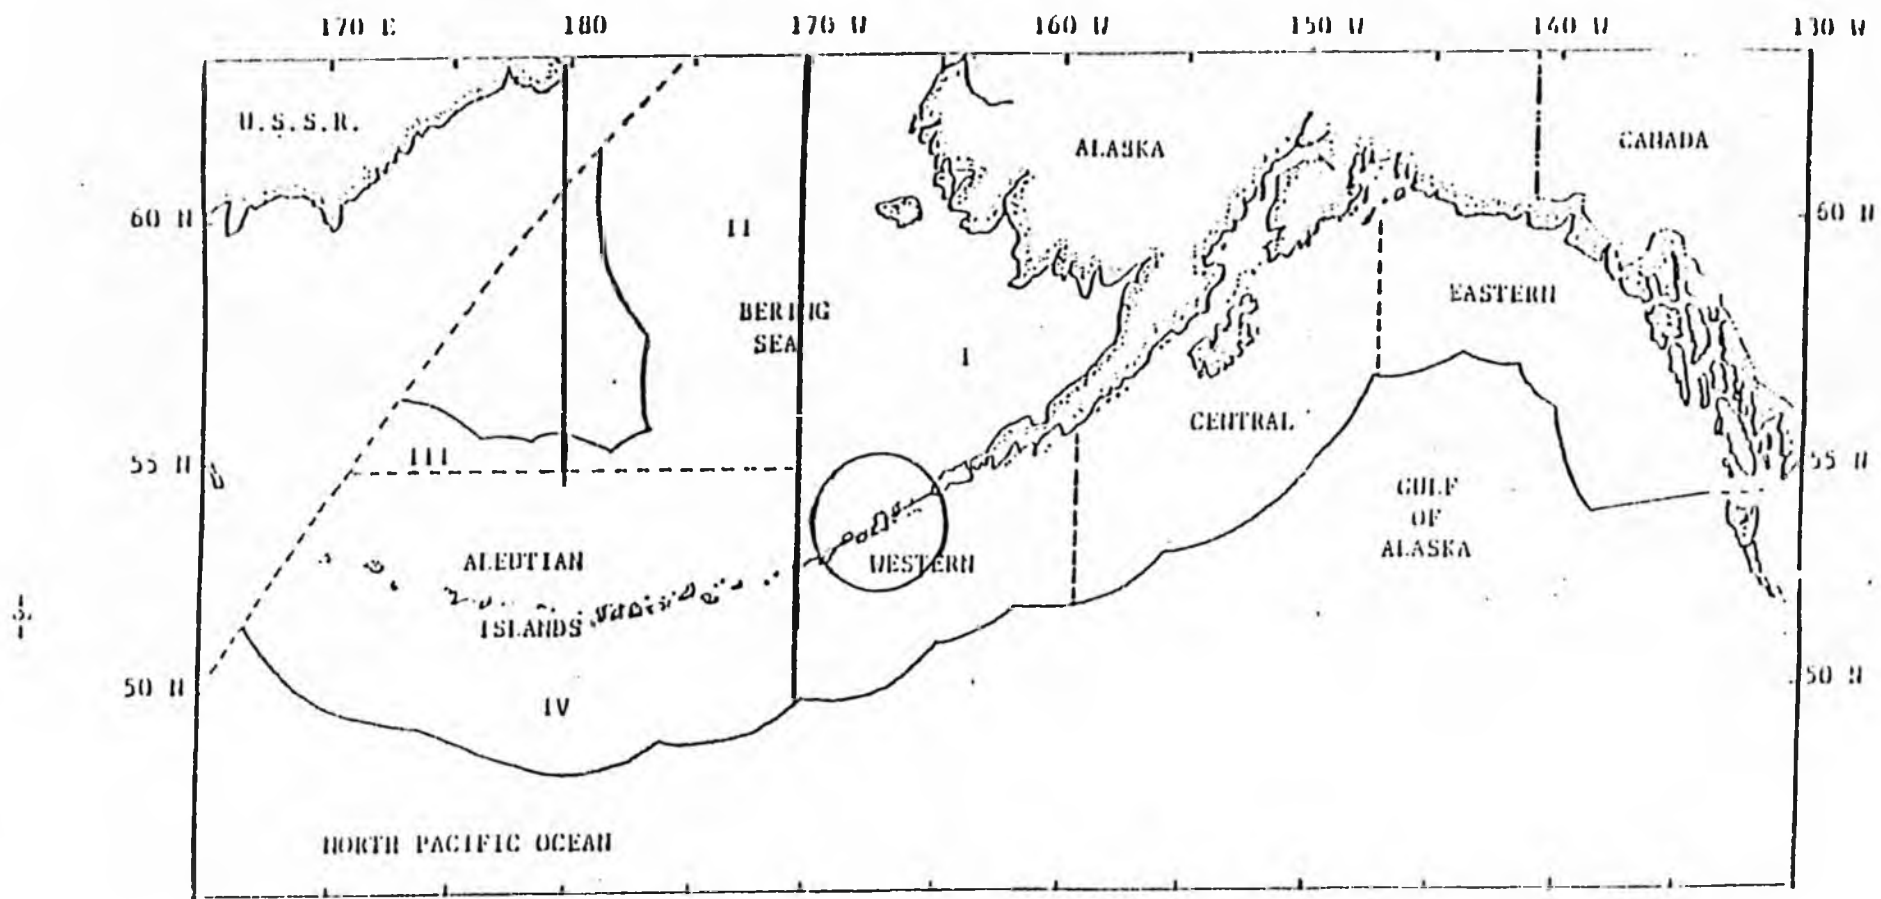 170 E 180 170 W 160 W 150 W 140 W 130 W
U.S.S.R.
ALASKA
CANADA
60 N
60 N
II
EASTERN
BERING
SEA
I
CENTRAL
III
55 N
55 N
GULF
OF
ALASKA
ALEUTIAN
WESTERN
ISLANDS
50 N
50 N
IV
NORTH PACIFIC OCEAN